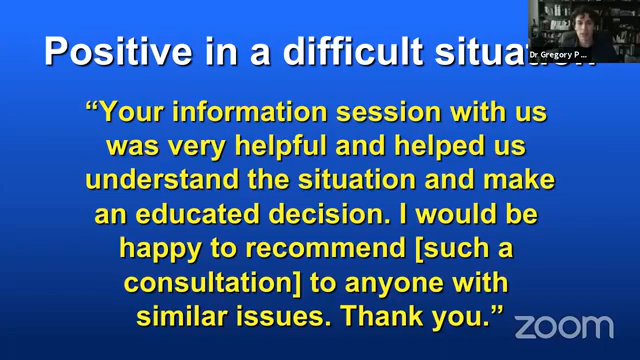 Positive in a difficult situation
Dr Gregory P...
“Your information session with us
was very helpful and helped us
understand the situation and make
an educated decision. I would be
happy to recommend [such a
consultation] to anyone with
similar issues. Thank you.”
zoom